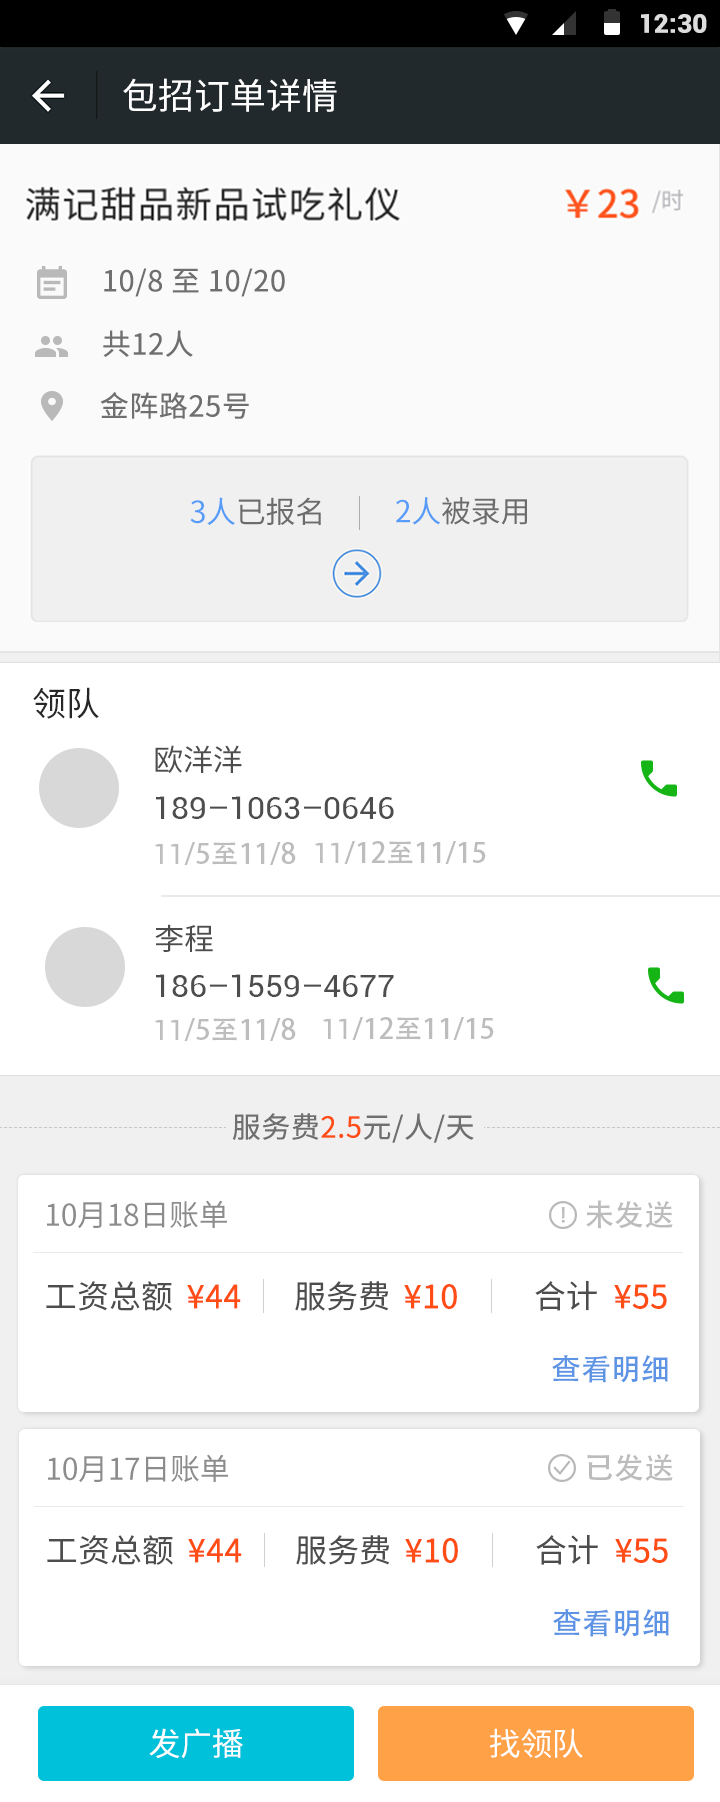 12:30
包招订单详情
满记甜品新品试吃礼仪 ¥23 /时
10/8 至 10/20
共12人
金阵路25号
3人已报名 2人被录用
领队
欧洋洋
189-1063-0646
11/5至11/8 11/12至11/15
李程
186-1559-4677
11/5至11/8 11/12至11/15
服务费2.5元/人/天
10月18日账单 未发送
工资总额 ¥44 服务费 ¥10 合计 ¥55
查看明细
10月17日账单 已发送
工资总额 ¥44 服务费 ¥10 合计 ¥55
查看明细
发广播 找领队